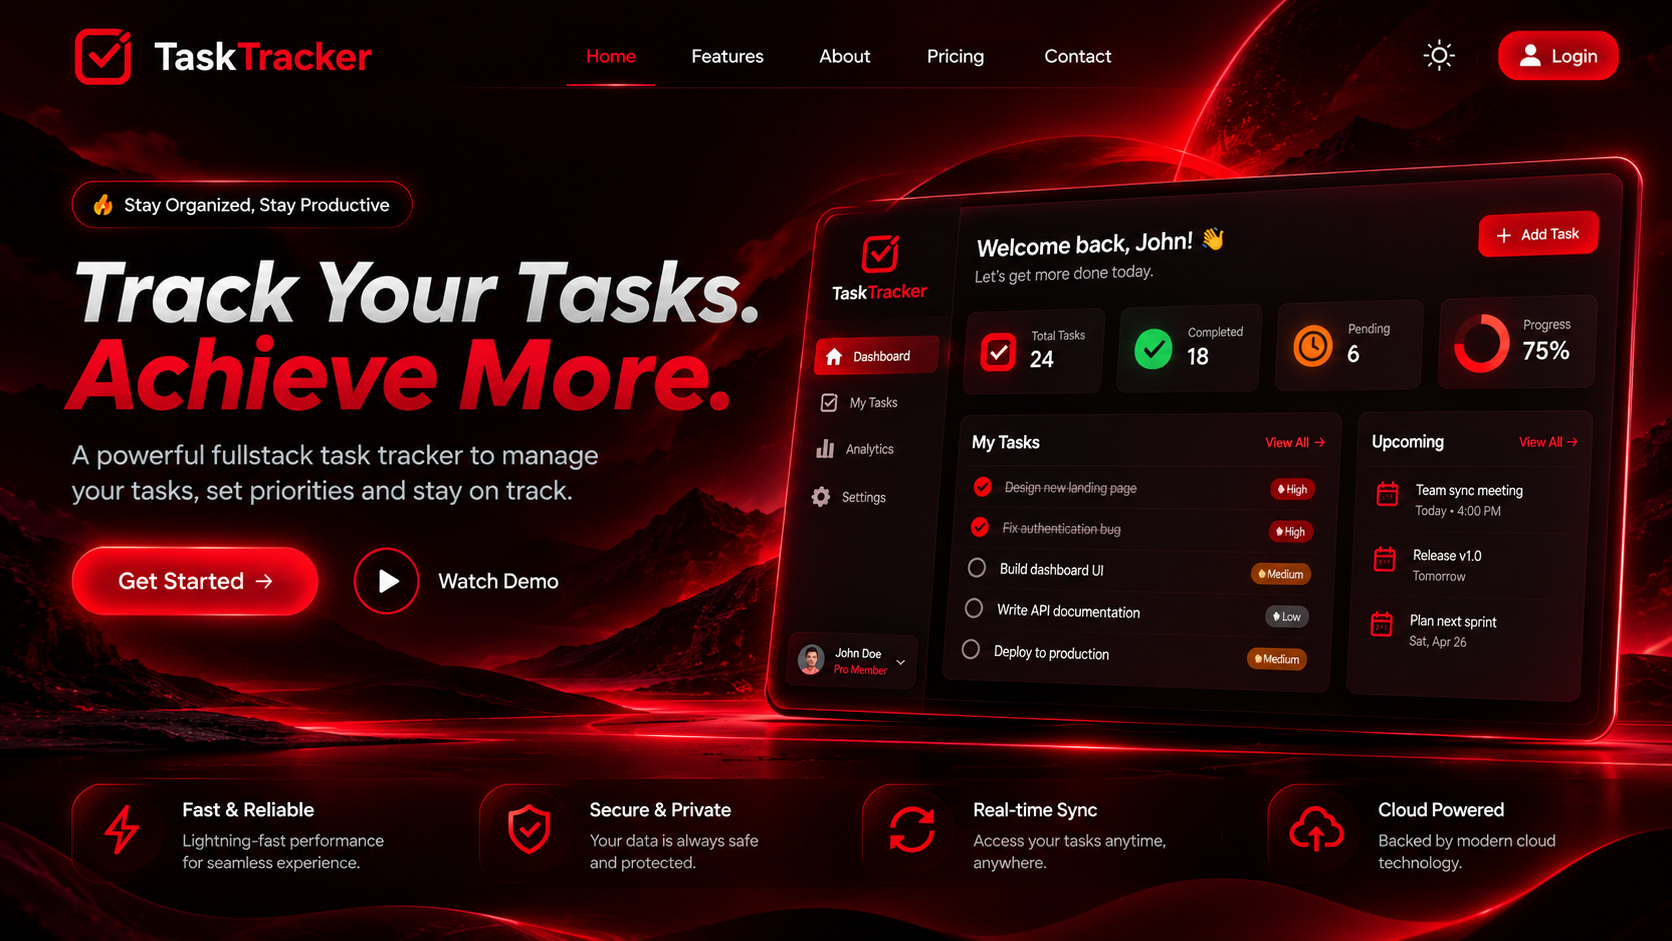 TaskTracker
Home
Features
About
Pricing
Contact
Login
Stay Organized, Stay Productive
Track Your Tasks.
Achieve More.
A powerful fullstack task tracker to manage
your tasks, set priorities and stay on track.
Get Started →
Watch Demo
TaskTracker
Dashboard
My Tasks
Analytics
Settings
John Doe
Pro Member
Welcome back, John! 👋
Let's get more done today.
+ Add Task
Total Tasks
24
Completed
18
Pending
6
Progress
75%
My Tasks
View All →
Design new landing page
High
Fix authentication bug
High
Build dashboard UI
Medium
Write API documentation
Low
Deploy to production
Medium
Upcoming
View All →
Team sync meeting
Today • 4:00 PM
Release v1.0
Tomorrow
Plan next sprint
Sat, Apr 26
Fast & Reliable
Lightning-fast performance
for seamless experience.
Secure & Private
Your data is always safe
and protected.
Real-time Sync
Access your tasks anytime,
anywhere.
Cloud Powered
Backed by modern cloud
technology.